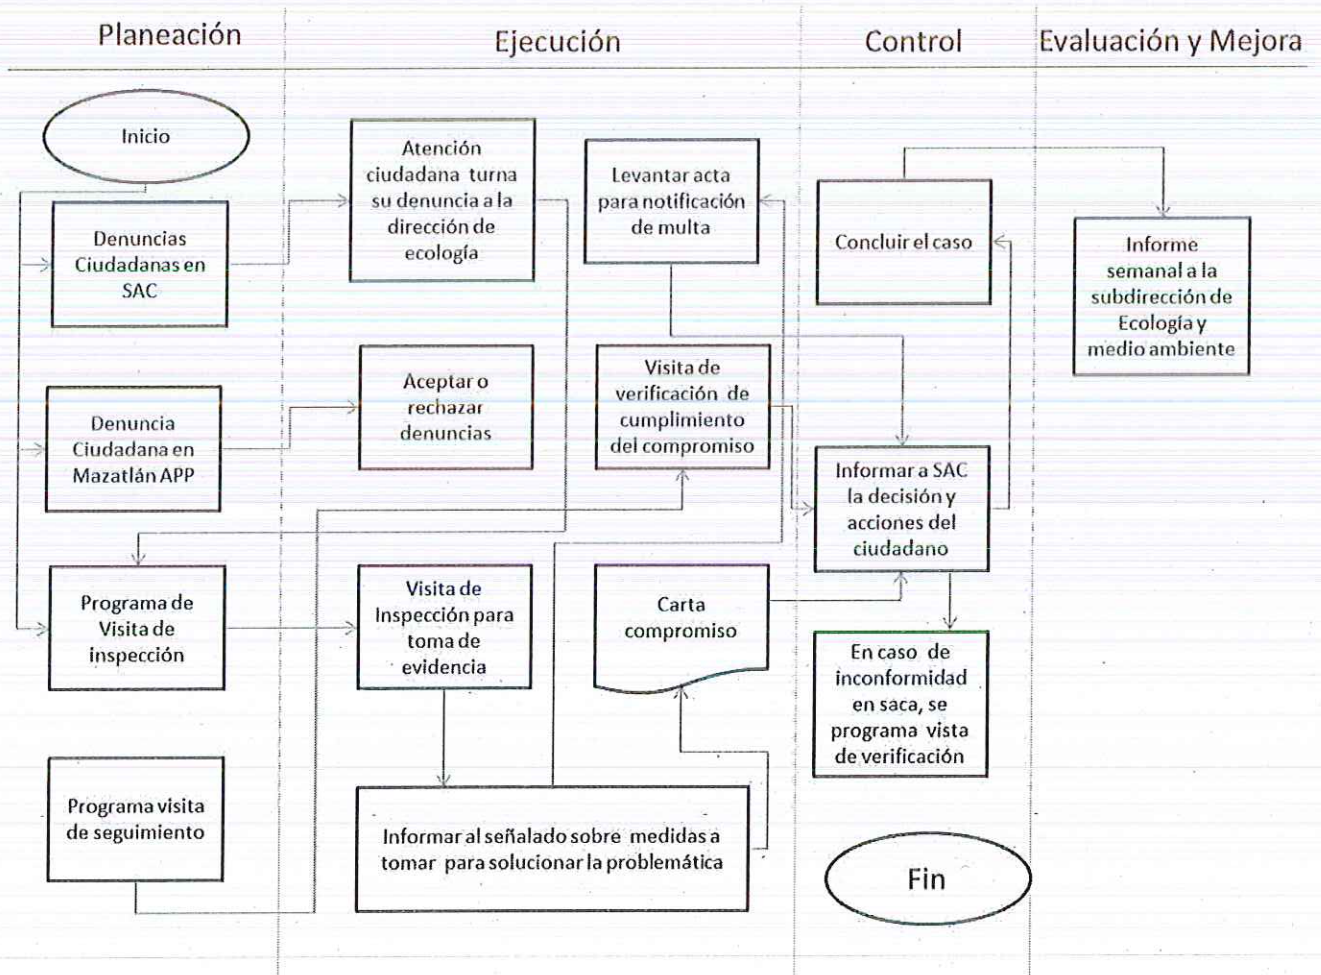 Planeación
Ejecución
Control
Evaluación y Mejora
Inicio
Denuncias
Ciudadanas en
SAC
Denuncia
Ciudadana en
Mazatlán APP
Programa de
Visita de
inspección
Programa visita
de seguimiento
Atención
ciudadana turna
su denuncia a la
dirección de
ecología
Aceptar o
rechazar
denuncias
Visita de
Inspección para
toma de
evidencia
Informar al señalado sobre medidas a
tomar para solucionar la problemática
Levantar acta
para notificación
de multa
Visita de
verificación de
cumplimiento
del compromiso
Carta
compromiso
Concluir el caso
Informar a SAC
la decisión y
acciones del
ciudadano
En caso de
inconformidad
en saca, se
programa vista
de verificación
Fin
Informe
semanal a la
subdirección de
Ecología y
medio ambiente